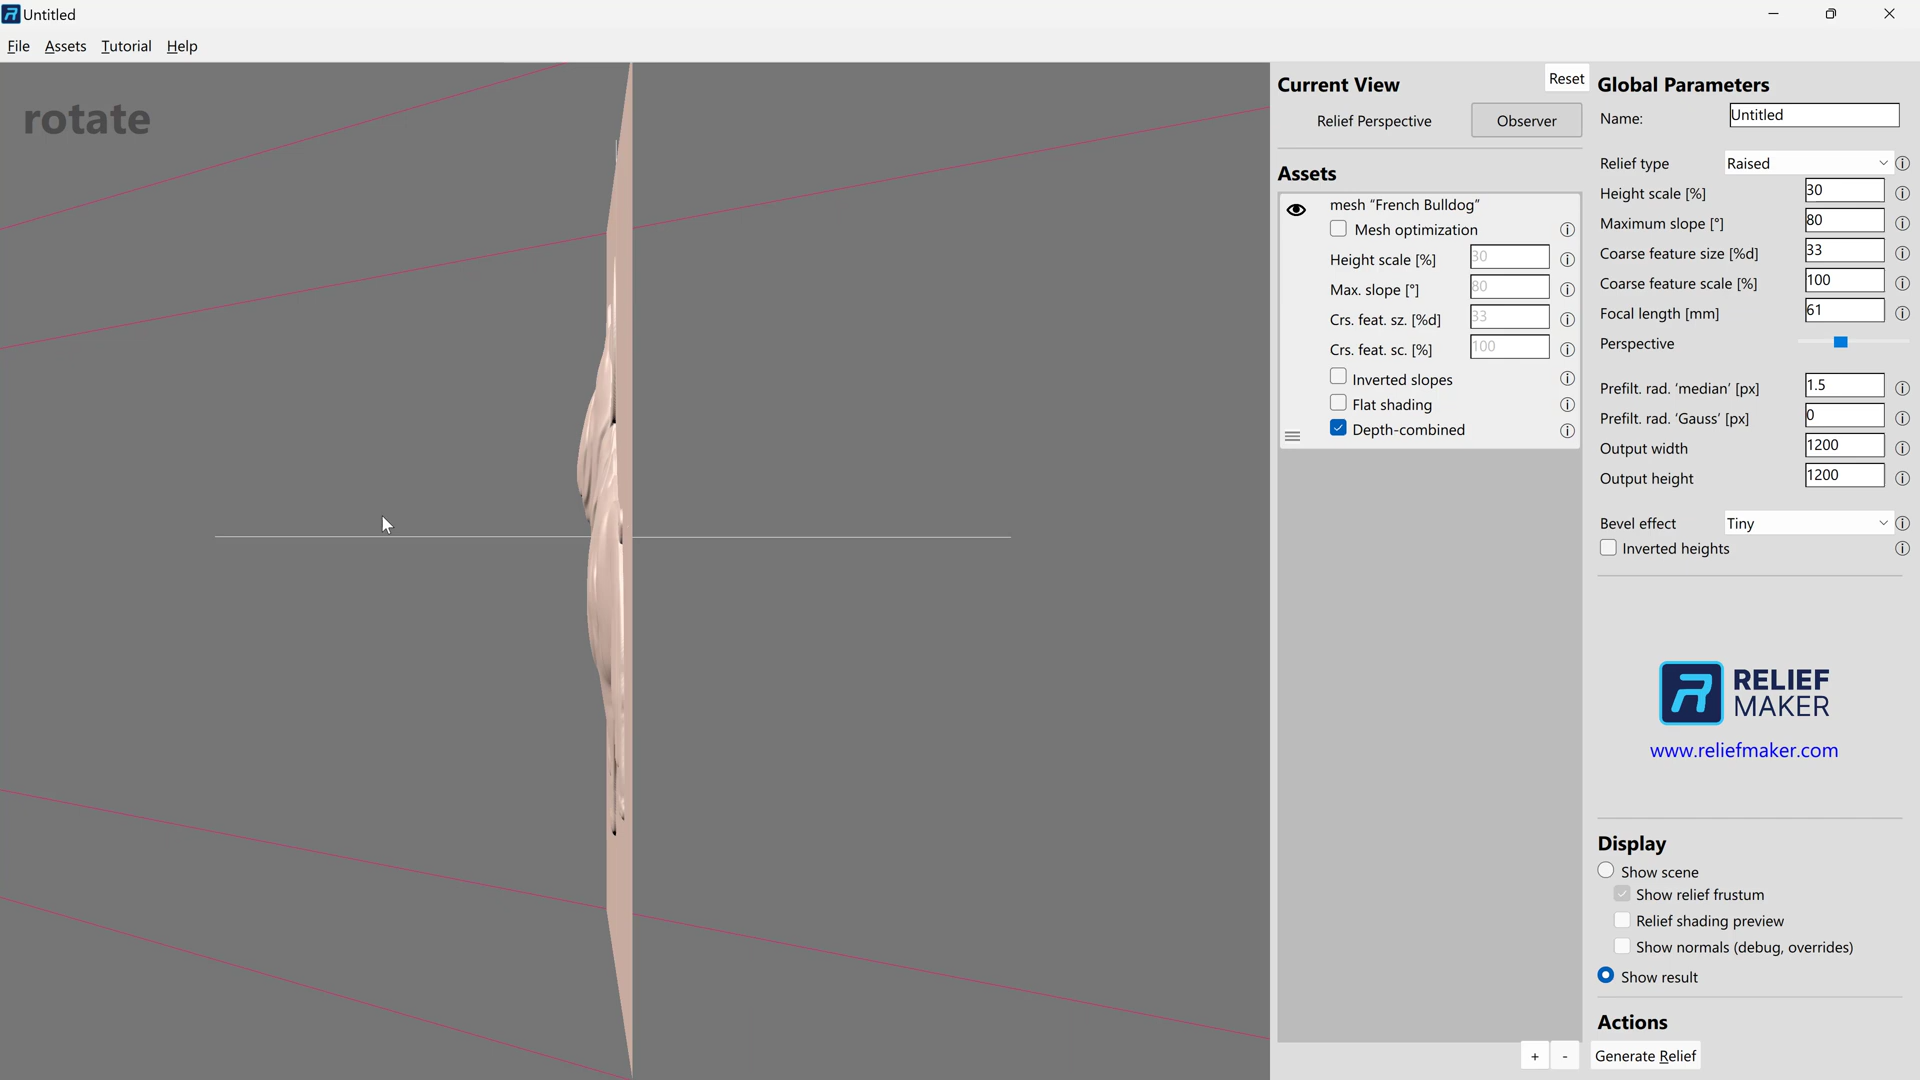 Untitled
File Assets Tutorial Help
rotate
Current View
Reset
Relief Perspective
Observer
Assets
mesh “French Bulldog”
Mesh optimization
Height scale [%] 30
Max. slope [°] 80
Crs. feat. sz. [%d] 33
Crs. feat. sc. [%] 100
Inverted slopes
Flat shading
Depth-combined
+ -
Global Parameters
Name: Untitled
Relief type Raised
Height scale [%] 30
Maximum slope [°] 80
Coarse feature size [%d] 33
Coarse feature scale [%] 100
Focal length [mm] 61
Perspective
Prefilt. rad. ‘median’ [px] 1.5
Prefilt. rad. ‘Gauss’ [px] 0
Output width 1200
Output height 1200
Bevel effect Tiny
Inverted heights
RELIEF
MAKER
www.reliefmaker.com
Display
Show scene
Show relief frustum
Relief shading preview
Show normals (debug, overrides)
Show result
Actions
Generate Relief